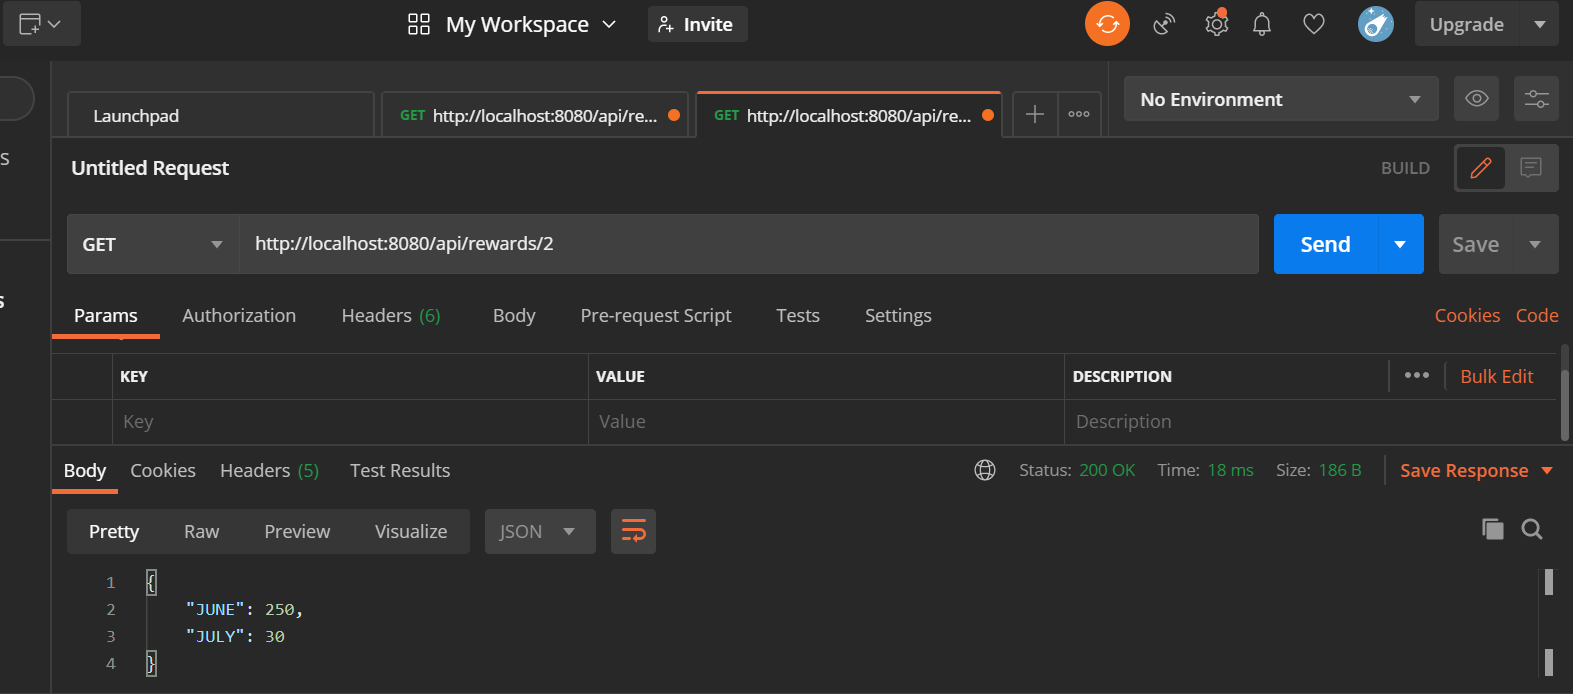 My Workspace Invite Upgrade
Launchpad GET http://localhost:8080/api/re... GET http://localhost:8080/api/re... No Environment
s
Untitled Request BUILD
GET http://localhost:8080/api/rewards/2 Send Save
s
Params Authorization Headers (6) Body Pre-request Script Tests Settings Cookies Code
KEY VALUE DESCRIPTION Bulk Edit
Key Value Description
Body Cookies Headers (5) Test Results Status: 200 OK Time: 18 ms Size: 186 B Save Response
Pretty Raw Preview Visualize JSON
1 {
2 "JUNE": 250,
3 "JULY": 30
4 }